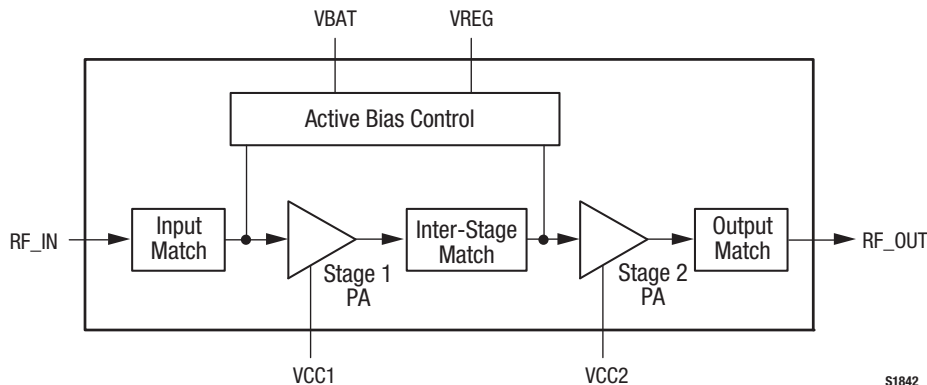 VBAT
VREG
Active Bias Control
RF_IN
Input
Match
Stage 1
PA
Inter-Stage
Match
Stage 2
PA
Output
Match
RF_OUT
VCC1
VCC2
S1842